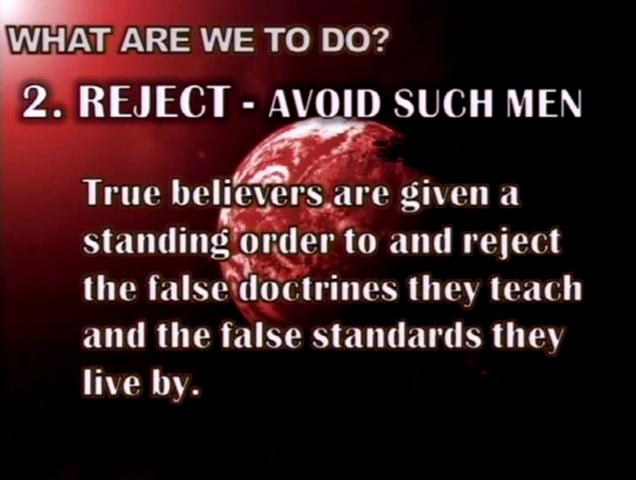 WHAT ARE WE TO DO?
2. REJECT - AVOID SUCH MEN
True believers are given a
standing order to and reject
the false doctrines they teach
and the false standards they
live by.